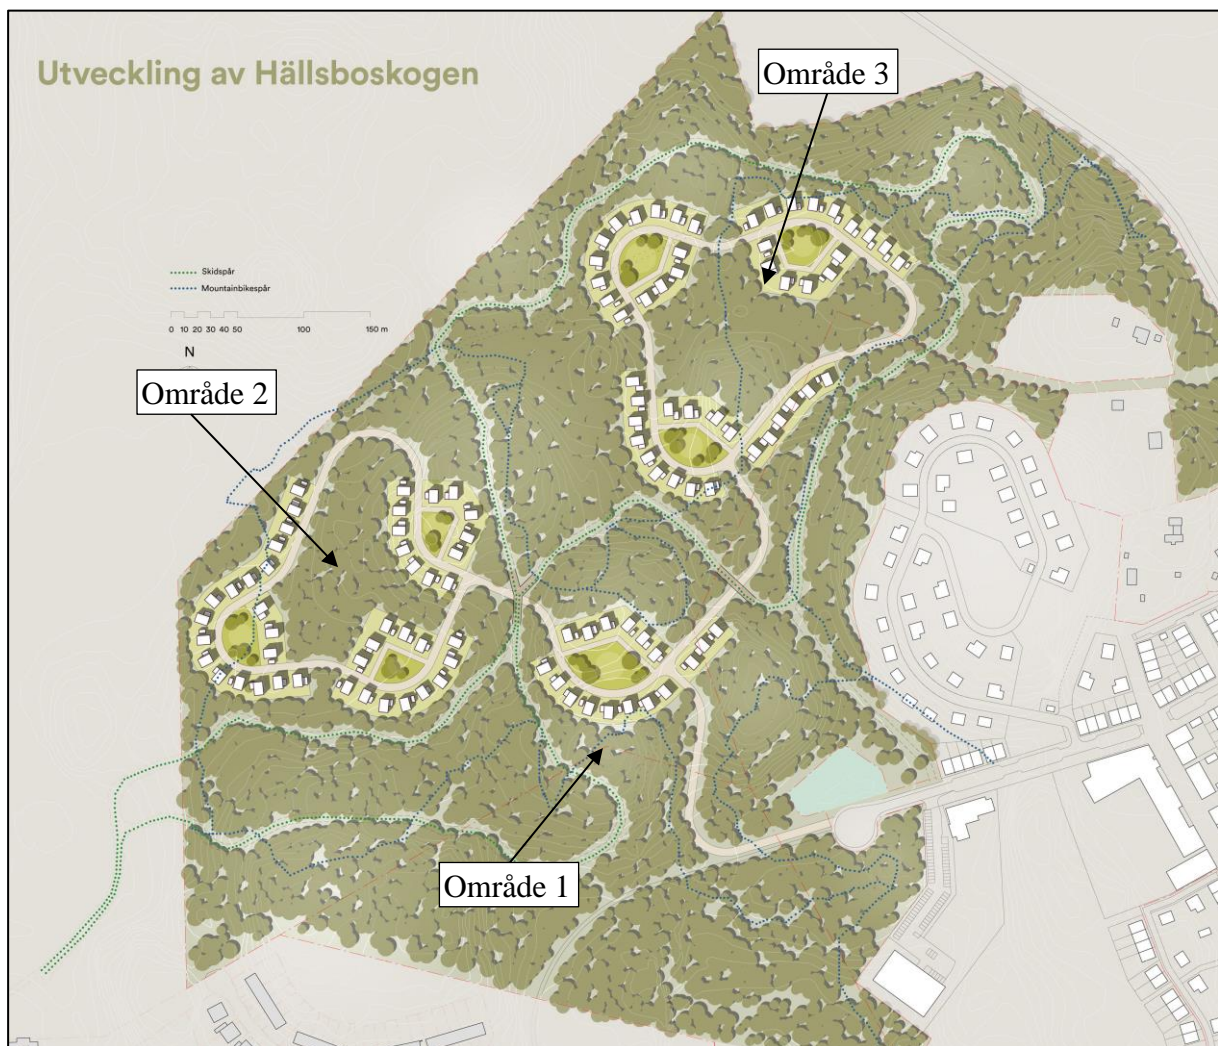 Utveckling av Hällsboskogen
Område 3
Skidspår
Mountainbikespår
0 10 20 30 40 50 100 150 m
N
Område 2
Område 1